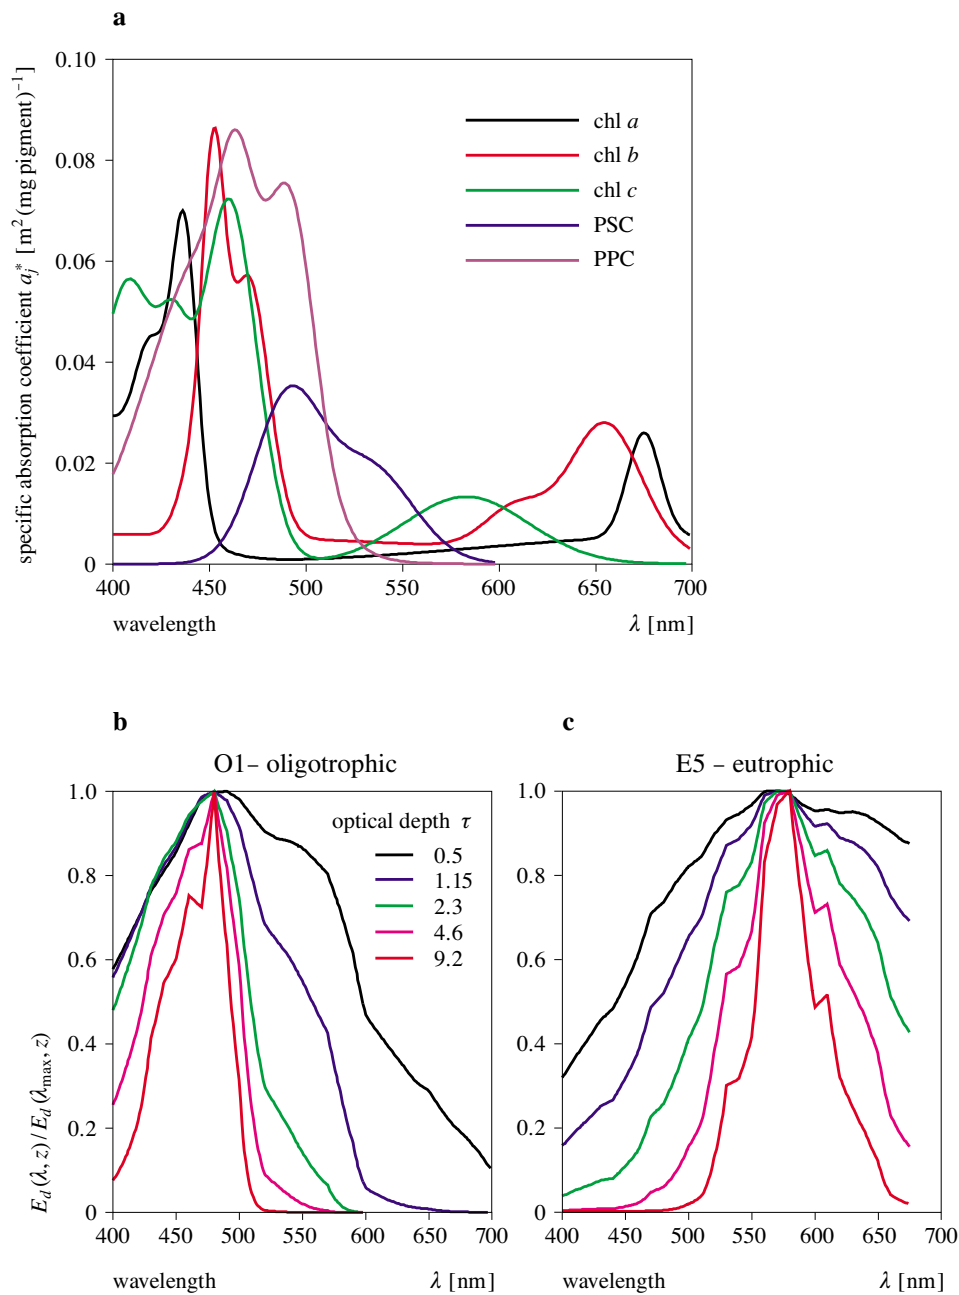 a
specific absorption coefficient a*j [m² (mg pigment)⁻¹]
0.10
0.08
0.06
0.04
0.02
0
chl a
chl b
chl c
PSC
PPC
400 450 500 550 600 650 700
wavelength λ [nm]
b
O1– oligotrophic
Ed (λ, z) / Ed (λmax, z)
1.0
0.8
0.6
0.4
0.2
0
optical depth τ
0.5
1.15
2.3
4.6
9.2
400 450 500 550 600 650 700
wavelength λ [nm]
c
E5 – eutrophic
1.0
0.8
0.6
0.4
0.2
0
400 450 500 550 600 650 700
wavelength λ [nm]